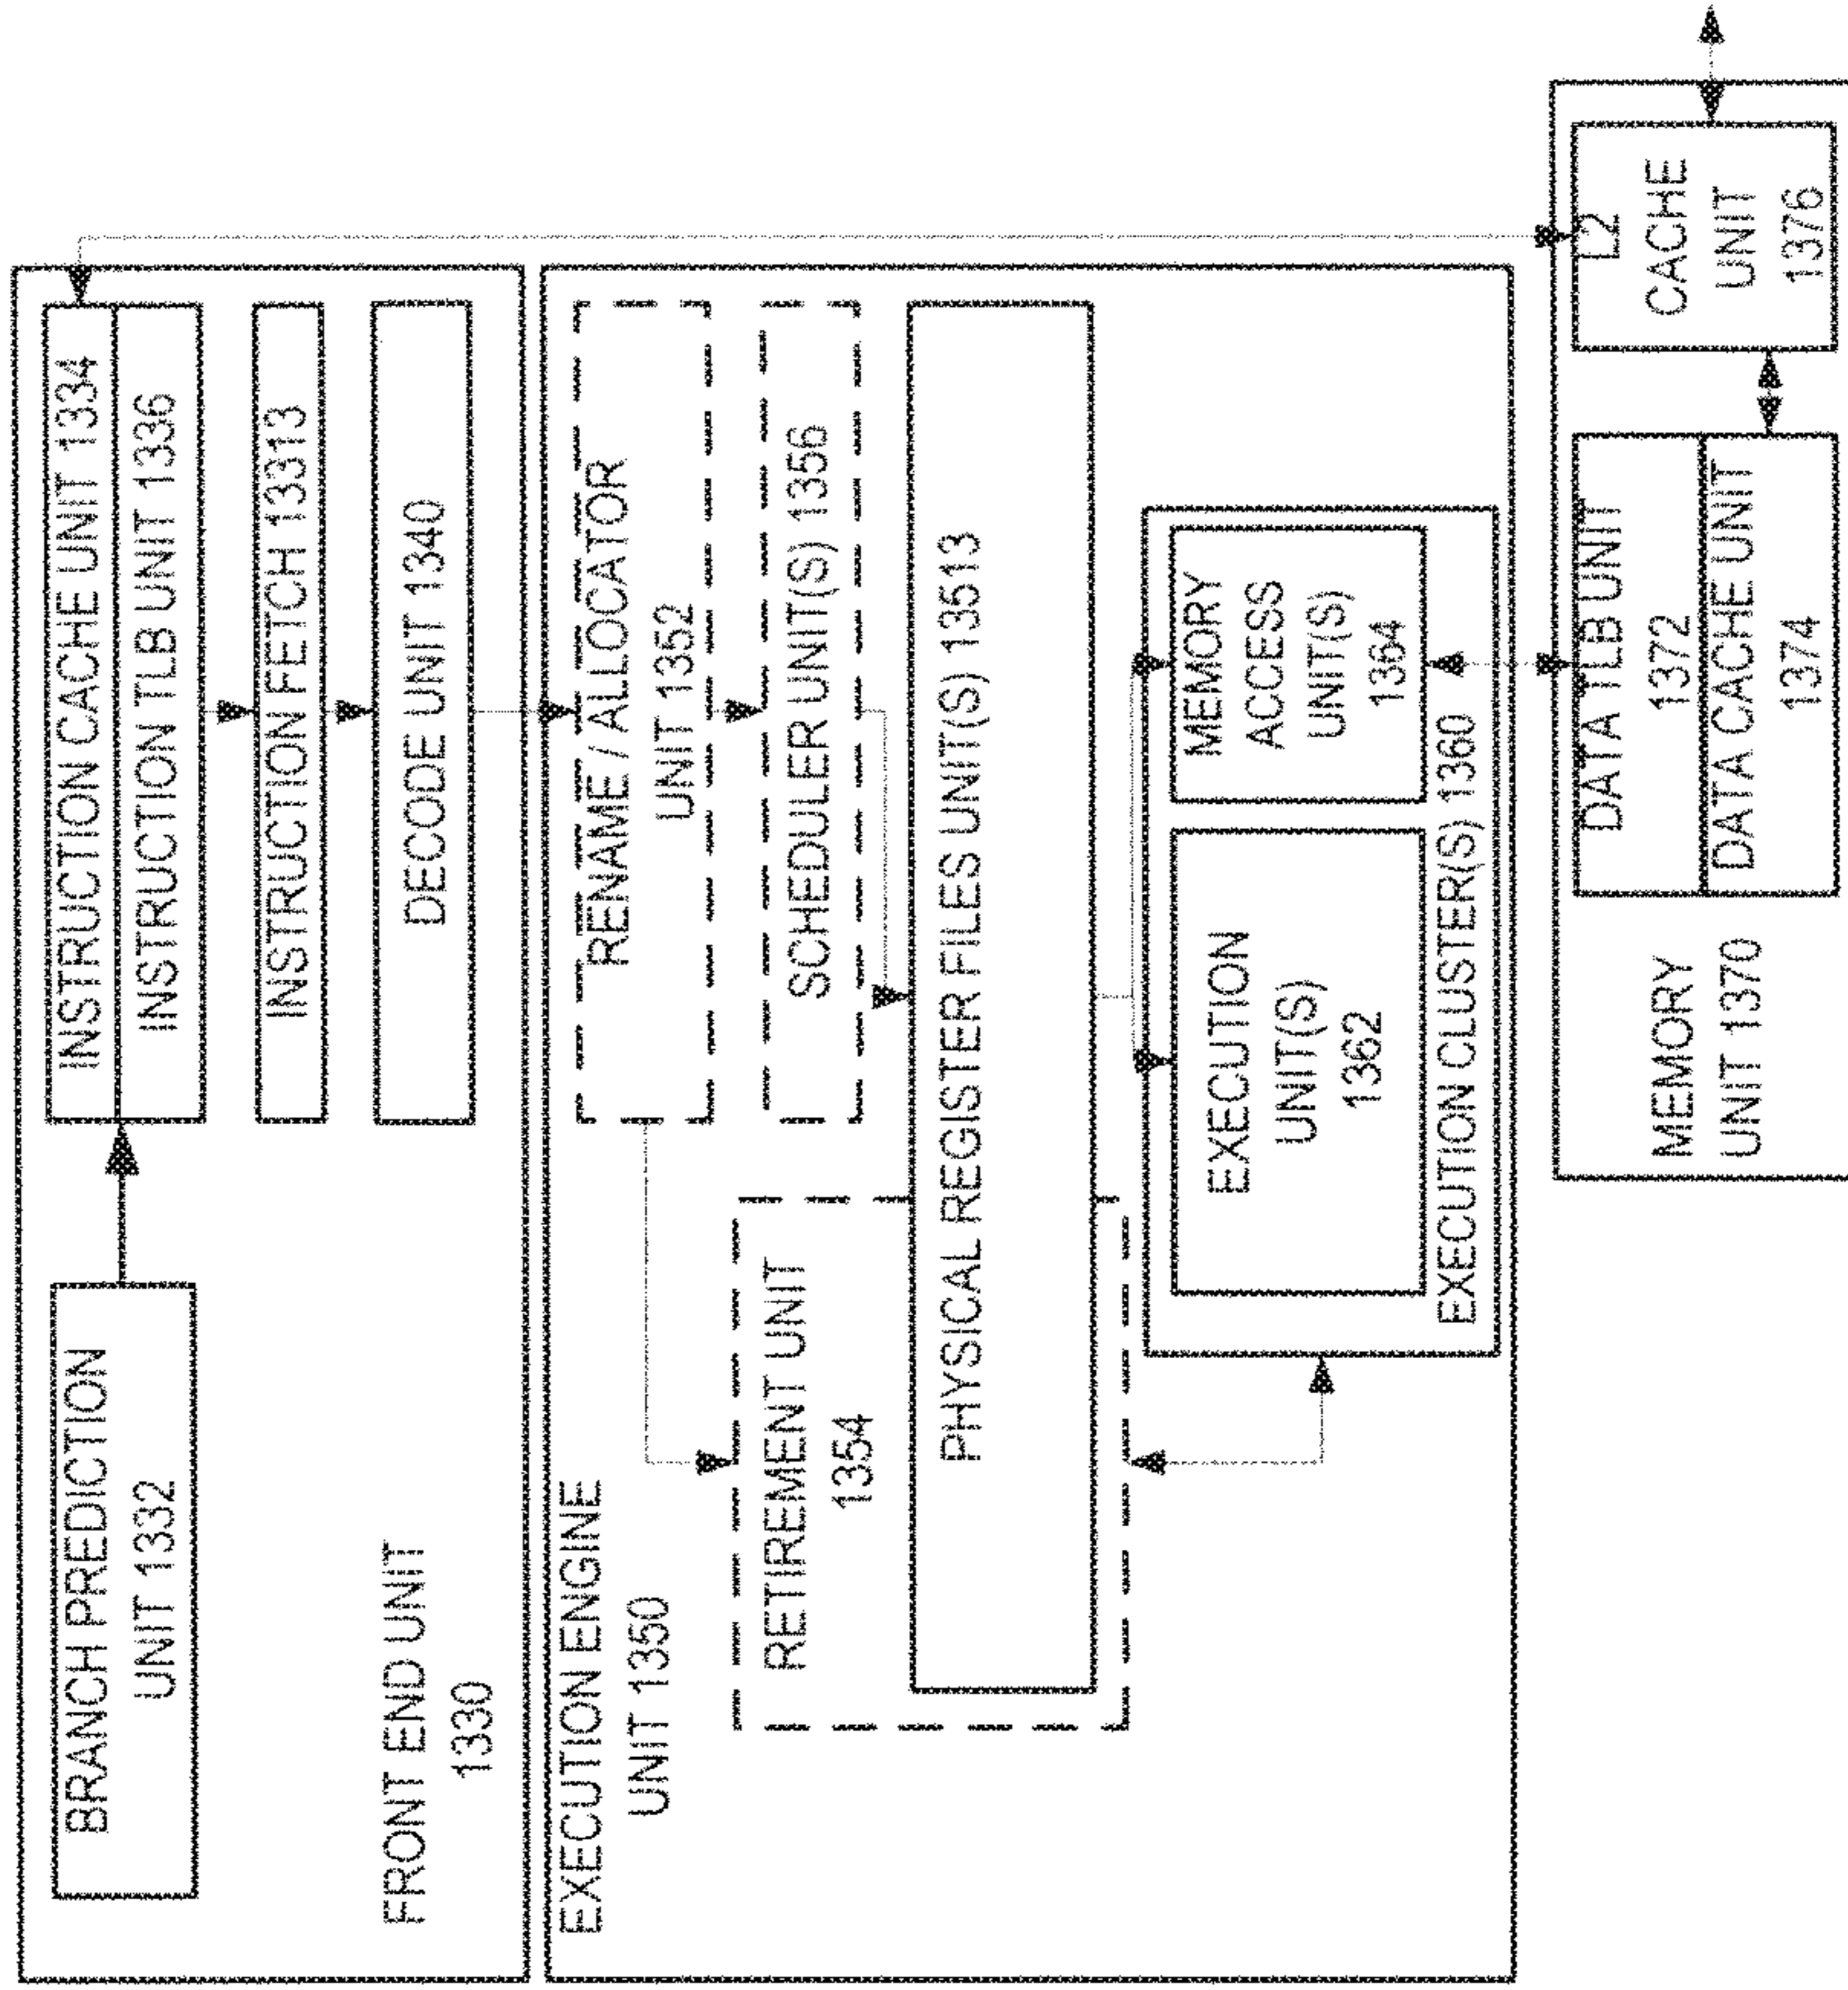 BRANCH PREDICTION
UNIT 1332
INSTRUCTION CACHE UNIT 1334
INSTRUCTION TLB UNIT 1336
INSTRUCTION FETCH 13313
DECODE UNIT 1340
FRONT END UNIT
1330
EXECUTION ENGINE
UNIT 1350
RENAME / ALLOCATOR
UNIT 1352
SCHEDULER UNIT(S) 1356
RETIREMENT UNIT
1354
PHYSICAL REGISTER FILES UNIT(S) 13513
EXECUTION
UNIT(S)
1362
MEMORY
ACCESS
UNIT(S)
1364
EXECUTION CLUSTER(S) 1360
MEMORY
UNIT 1370
DATA TLB UNIT
1372
DATA CACHE UNIT
1374
L2
CACHE
UNIT
1376